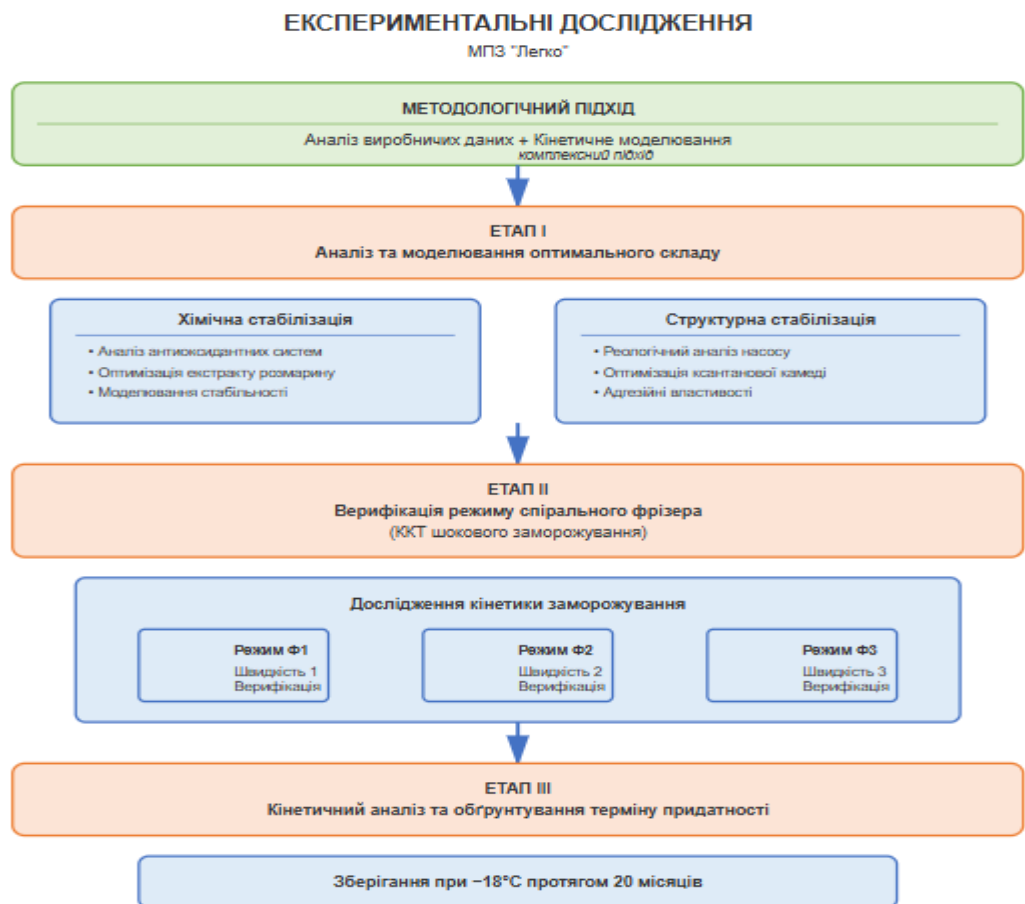 ЕКСПЕРИМЕНТАЛЬНІ ДОСЛІДЖЕННЯ
МПЗ "Легко"
МЕТОДОЛОГІЧНИЙ ПІДХІД
Аналіз виробничих даних + Кінетичне моделювання
комплексний підхід
ЕТАП I
Аналіз та моделювання оптимального складу
Хімічна стабілізація
• Аналіз антиоксидантних систем
• Оптимізація екстракту розмарину
• Моделювання стабільності
Структурна стабілізація
• Реологічний аналіз насосу
• Оптимізація ксантанової камеді
• Адгезійні властивості
ЕТАП II
Верифікація режиму спірального фрізера
(ККТ шокового заморожування)
Дослідження кінетики заморожування
Режим Ф1
Швидкість 1
Верифікація
Режим Ф2
Швидкість 2
Верифікація
Режим Ф3
Швидкість 3
Верифікація
ЕТАП III
Кінетичний аналіз та обґрунтування терміну придатності
Зберігання при −18°C протягом 20 місяців